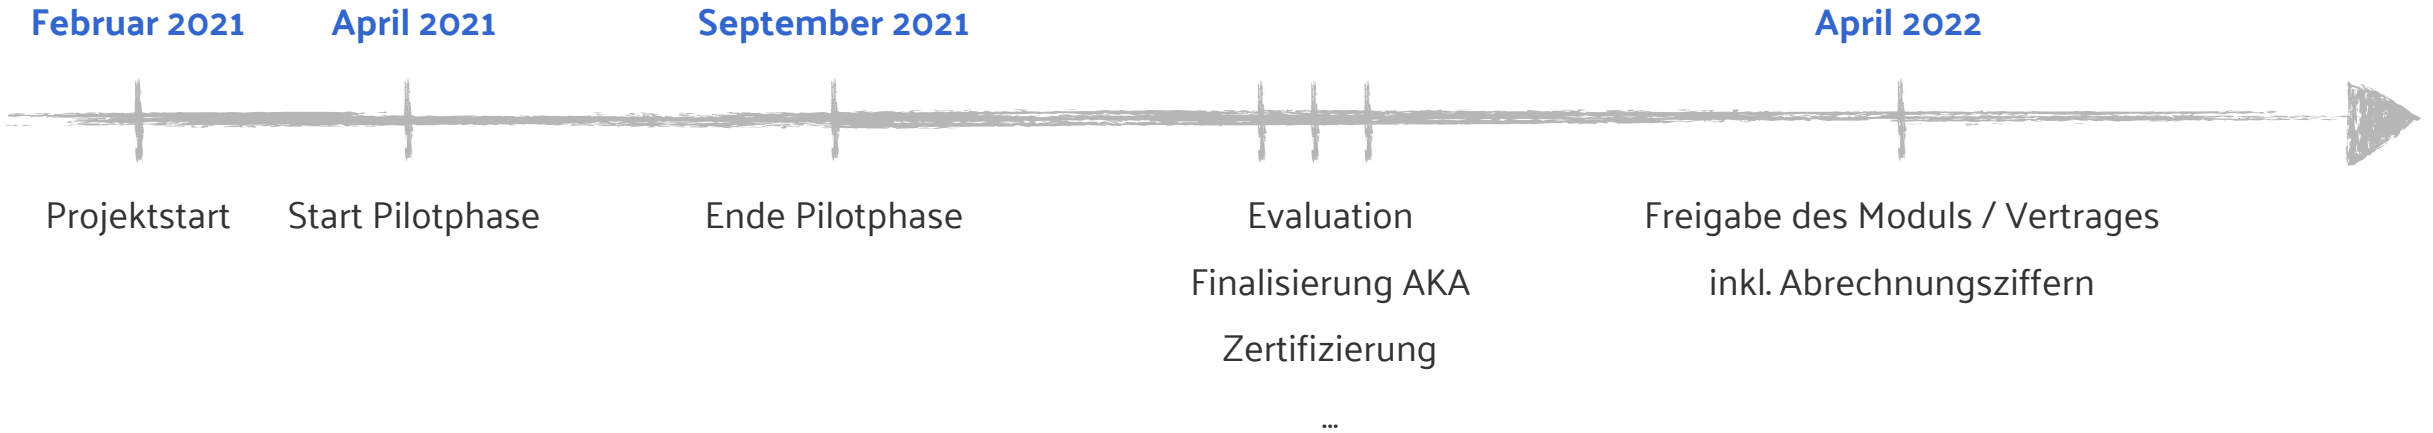 Februar 2021
April 2021
September 2021
April 2022
Projektstart
Start Pilotphase
Ende Pilotphase
Evaluation
Finalisierung AKA
Zertifizierung
...
Freigabe des Moduls / Vertrages
inkl. Abrechnungsziffern